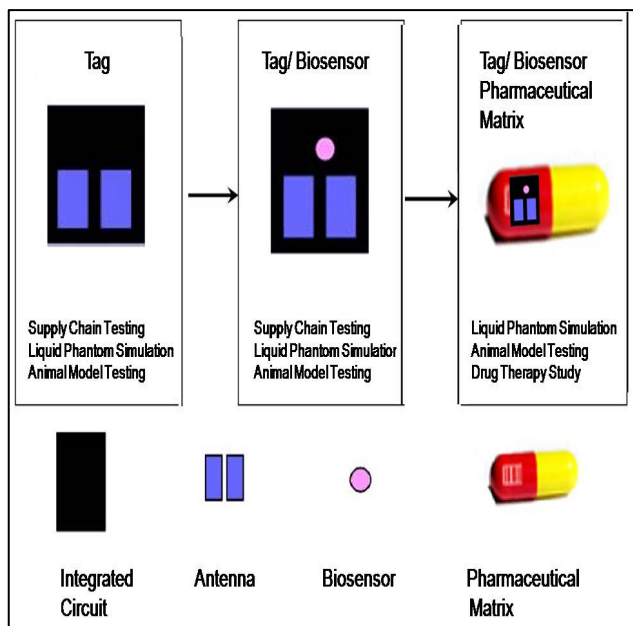 Tag
Supply Chain Testing
Liquid Phantom Simulation
Animal Model Testing
Tag/ Biosensor
Supply Chain Testing
Liquid Phantom Simulatior
Animal Model Testing
Tag/ Biosensor
Pharmaceutical
Matrix
Liquid Phantom Simulation
Animal Model Testing
Drug Therapy Study
Integrated
Circuit
Antenna
Biosensor
Pharmaceutical
Matrix